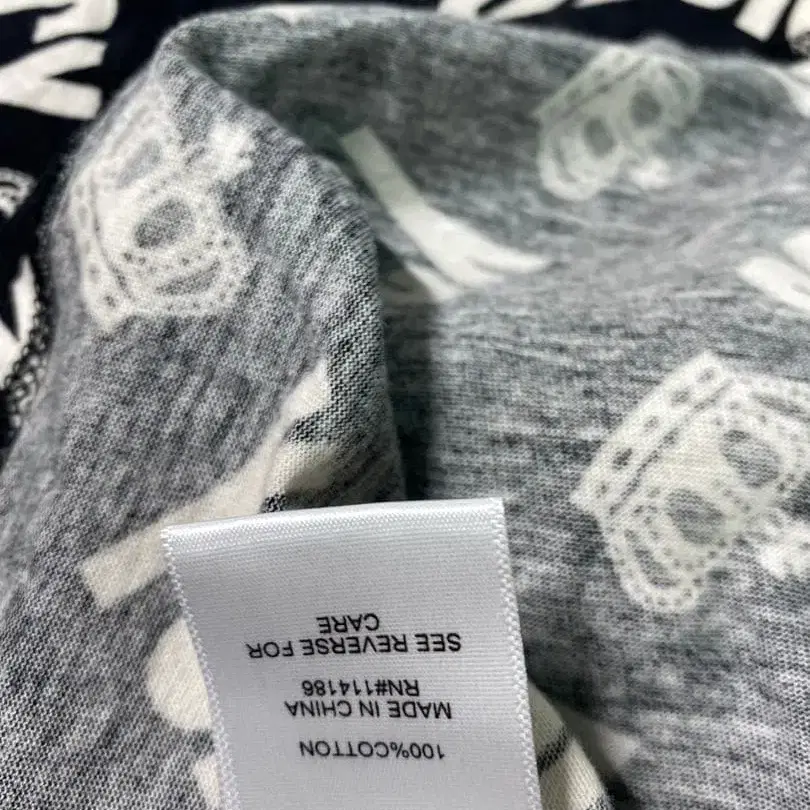 100%COTTON
MADE IN CHINA
RN#114186
SEE REVERSE FOR
CARE